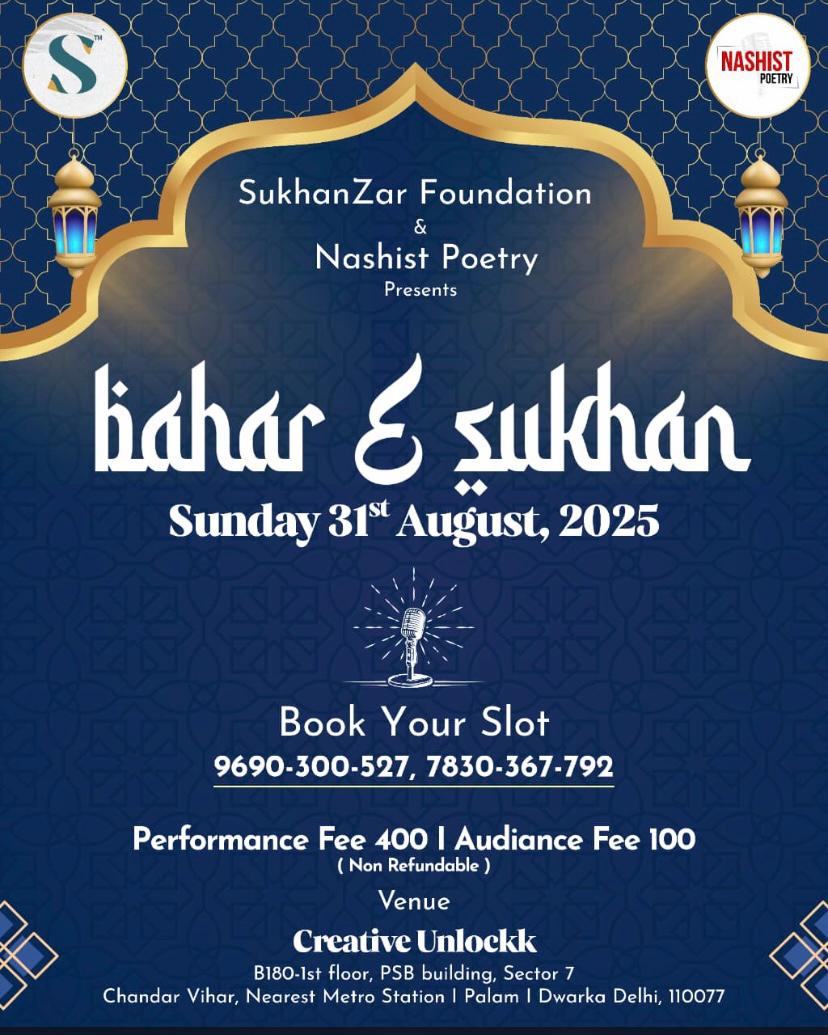 S™
NASHIST
POETRY
SukhanZar Foundation
&
Nashist Poetry
Presents
bahar E sukhan
Sunday 31st August, 2025
Book Your Slot
9690-300-527, 7830-367-792
Performance Fee 400 | Audiance Fee 100
( Non Refundable )
Venue
Creative Unlockk
B180-1st floor, PSB building, Sector 7
Chandar Vihar, Nearest Metro Station | Palam | Dwarka Delhi, 110077